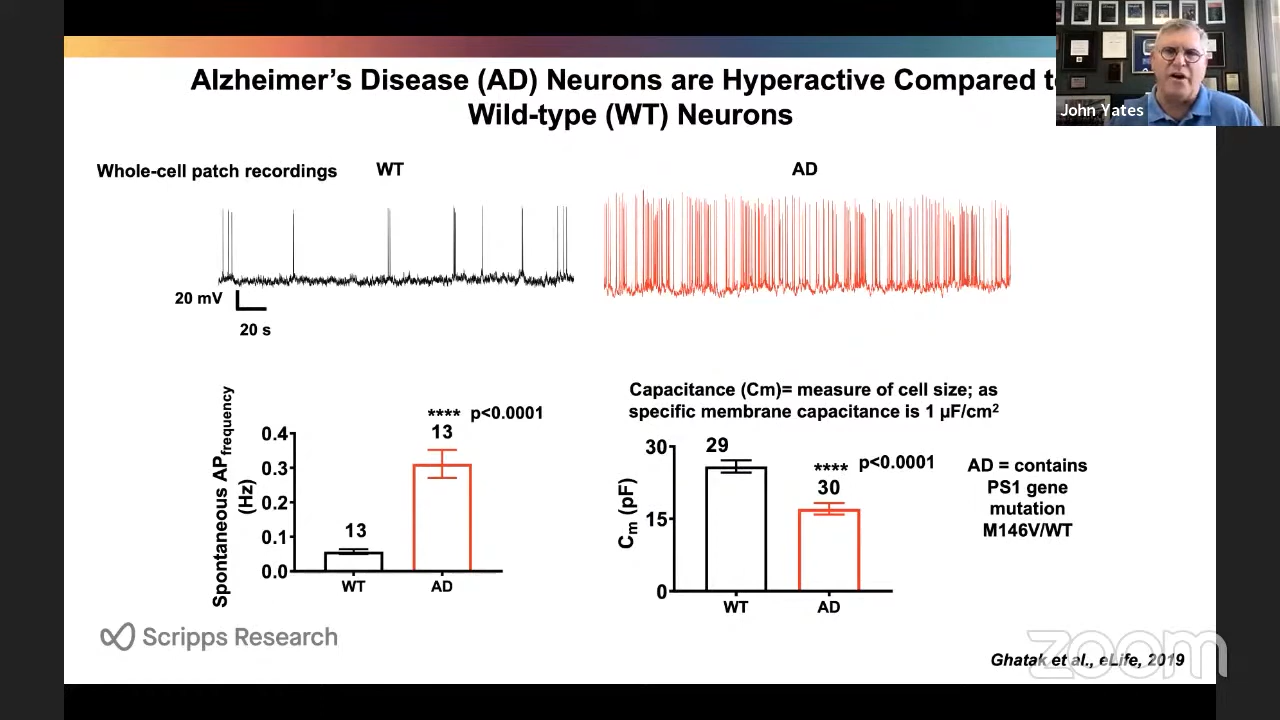 Alzheimer's Disease (AD) Neurons are Hyperactive Compared
Wild-type (WT) Neurons
John Yates
Whole-cell patch recordings
WT
AD
20 mV
20 s
Spontaneous APfrequency
(Hz)
0.4
0.3
0.2
0.1
0.0
13
**** p<0.0001
13
WT
AD
Capacitance (Cm)= measure of cell size; as
specific membrane capacitance is 1 µF/cm²
Cm (pF)
30
15
0
29
**** p<0.0001
30
WT
AD
AD = contains
PS1 gene
mutation
M146V/WT
Scripps Research
Ghatak et al., eLife, 2019
zoom